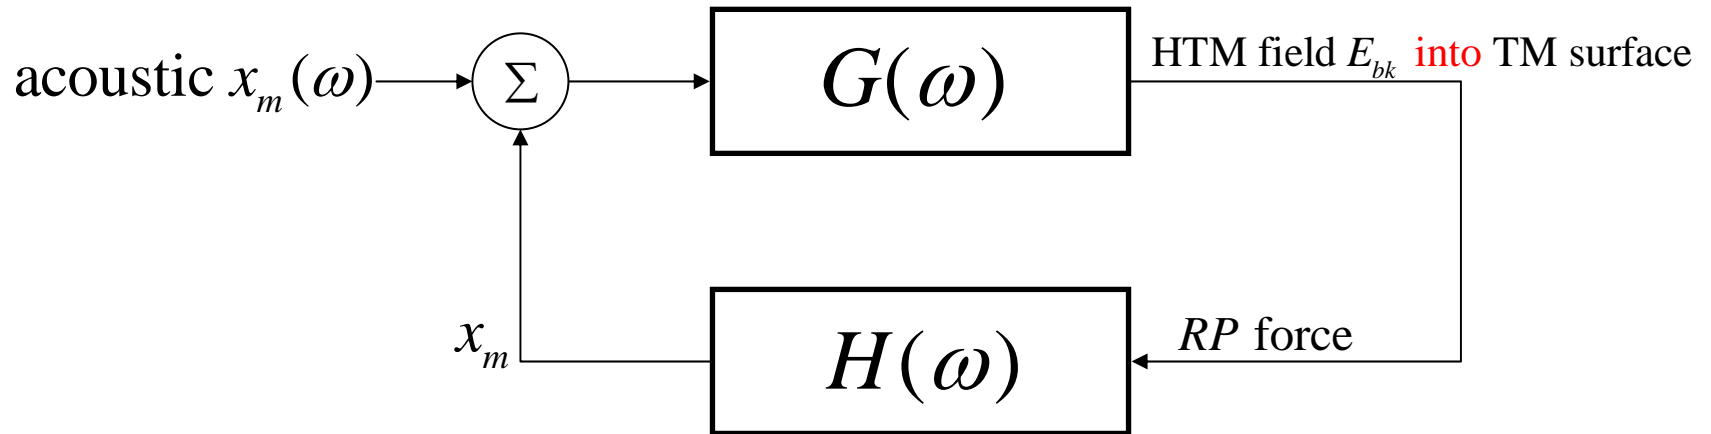 acoustic x_m(ω)
Σ
G(ω)
HTM field E_bk into TM surface
x_m
H(ω)
RP force